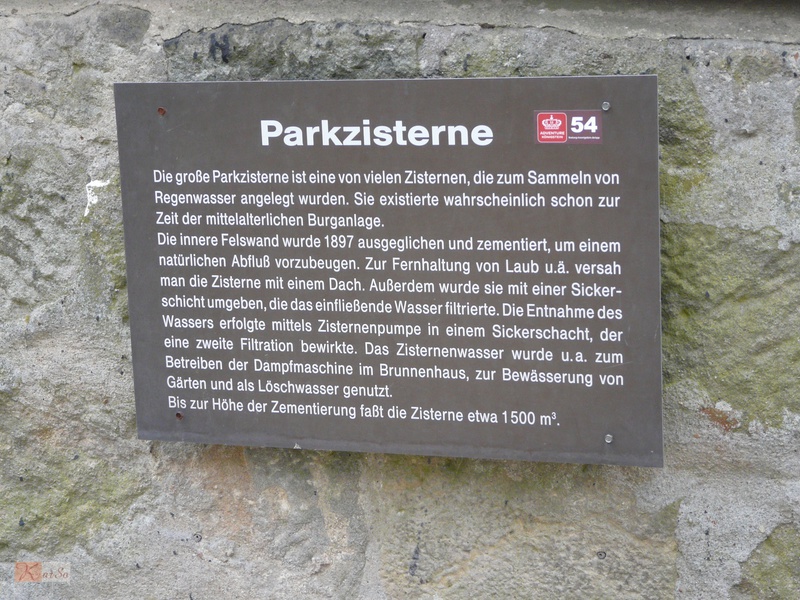 Parkzisterne
ADVENTURE
KÖNIGSTEIN
54
Die große Parkzisterne ist eine von vielen Zisternen, die zum Sammeln von
Regenwasser angelegt wurden. Sie existierte wahrscheinlich schon zur
Zeit der mittelalterlichen Burganlage.
Die innere Felswand wurde 1897 ausgeglichen und zementiert, um einem
natürlichen Abfluß vorzubeugen. Zur Fernhaltung von Laub u.ä. versah
man die Zisterne mit einem Dach. Außerdem wurde sie mit einer Sicker-
schicht umgeben, die das einfließende Wasser filtrierte. Die Entnahme des
Wassers erfolgte mittels Zisternenpumpe in einem Sickerschacht, der
eine zweite Filtration bewirkte. Das Zisternenwasser wurde u.a. zum
Betreiben der Dampfmaschine im Brunnenhaus, zur Bewässerung von
Gärten und als Löschwasser genutzt.
Bis zur Höhe der Zementierung faßt die Zisterne etwa 1500 m³.